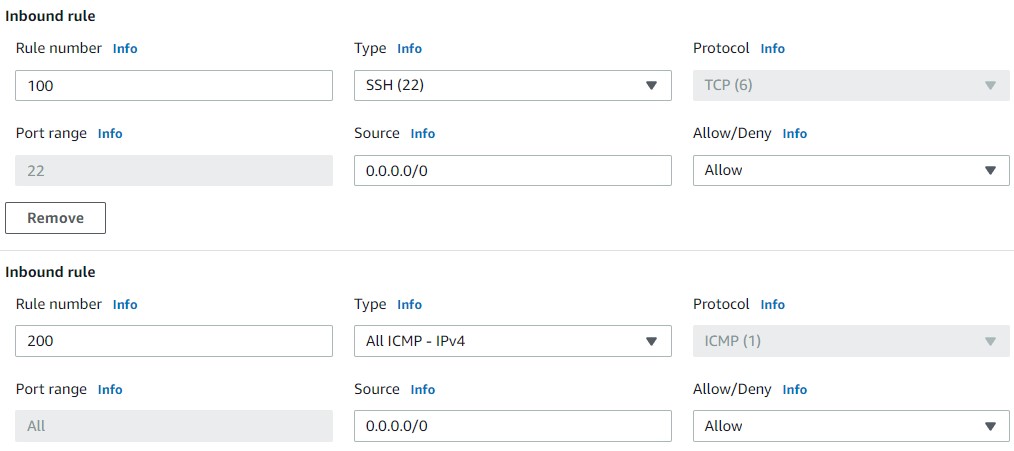 Inbound rule
Rule number Info Type Info Protocol Info
100 SSH (22) TCP (6)
Port range Info Source Info Allow/Deny Info
22 0.0.0.0/0 Allow
Remove
Inbound rule
Rule number Info Type Info Protocol Info
200 All ICMP - IPv4 ICMP (1)
Port range Info Source Info Allow/Deny Info
All 0.0.0.0/0 Allow